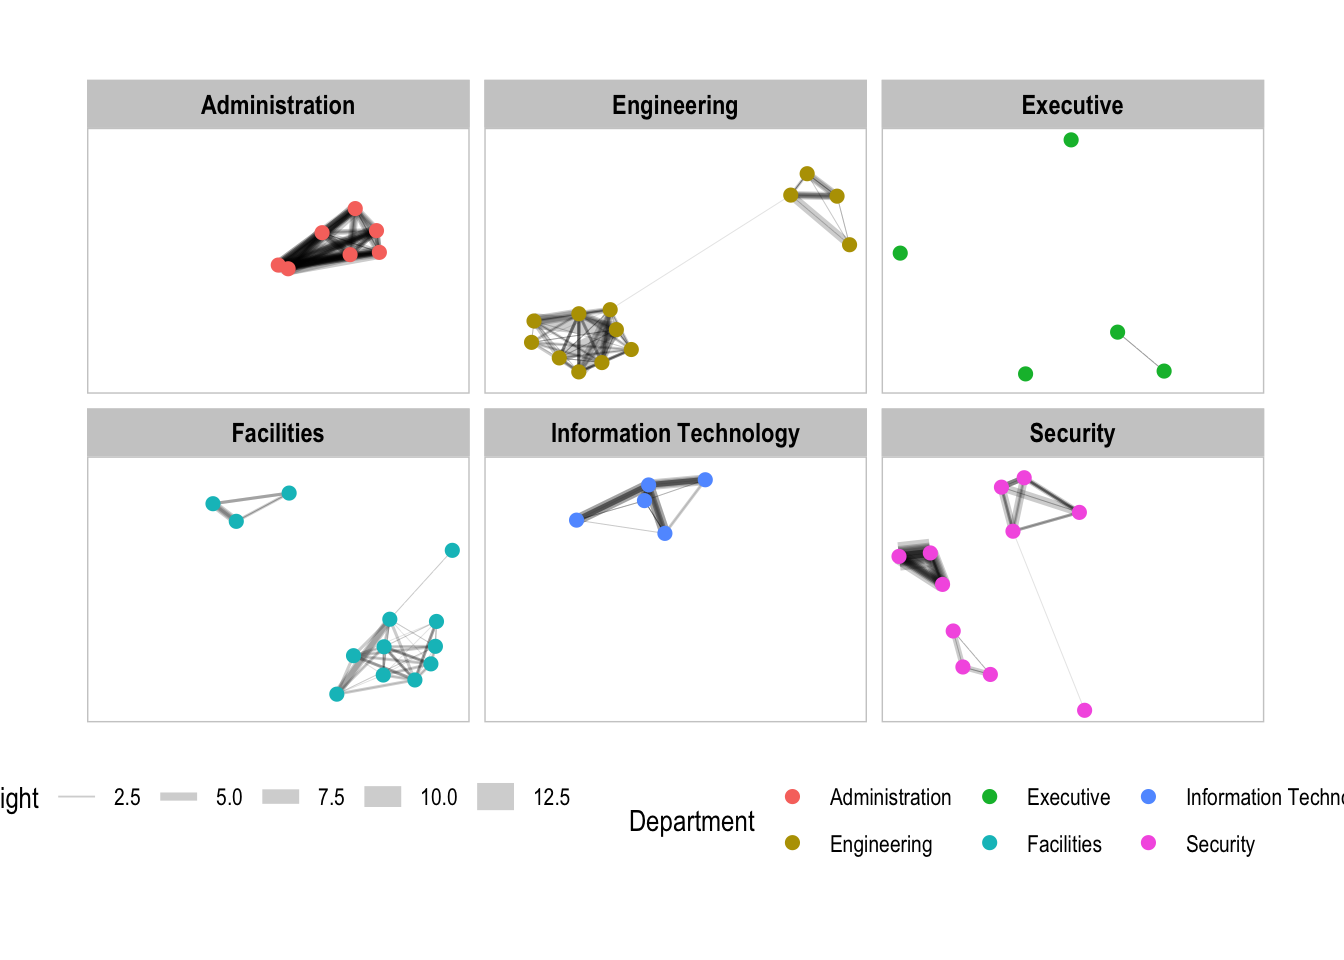 Administration
Engineering
Executive
Facilities
Information Technology
Security
2.5 5.0 7.5 10.0 12.5
Department
Administration Executive Information
Engineering Facilities Security